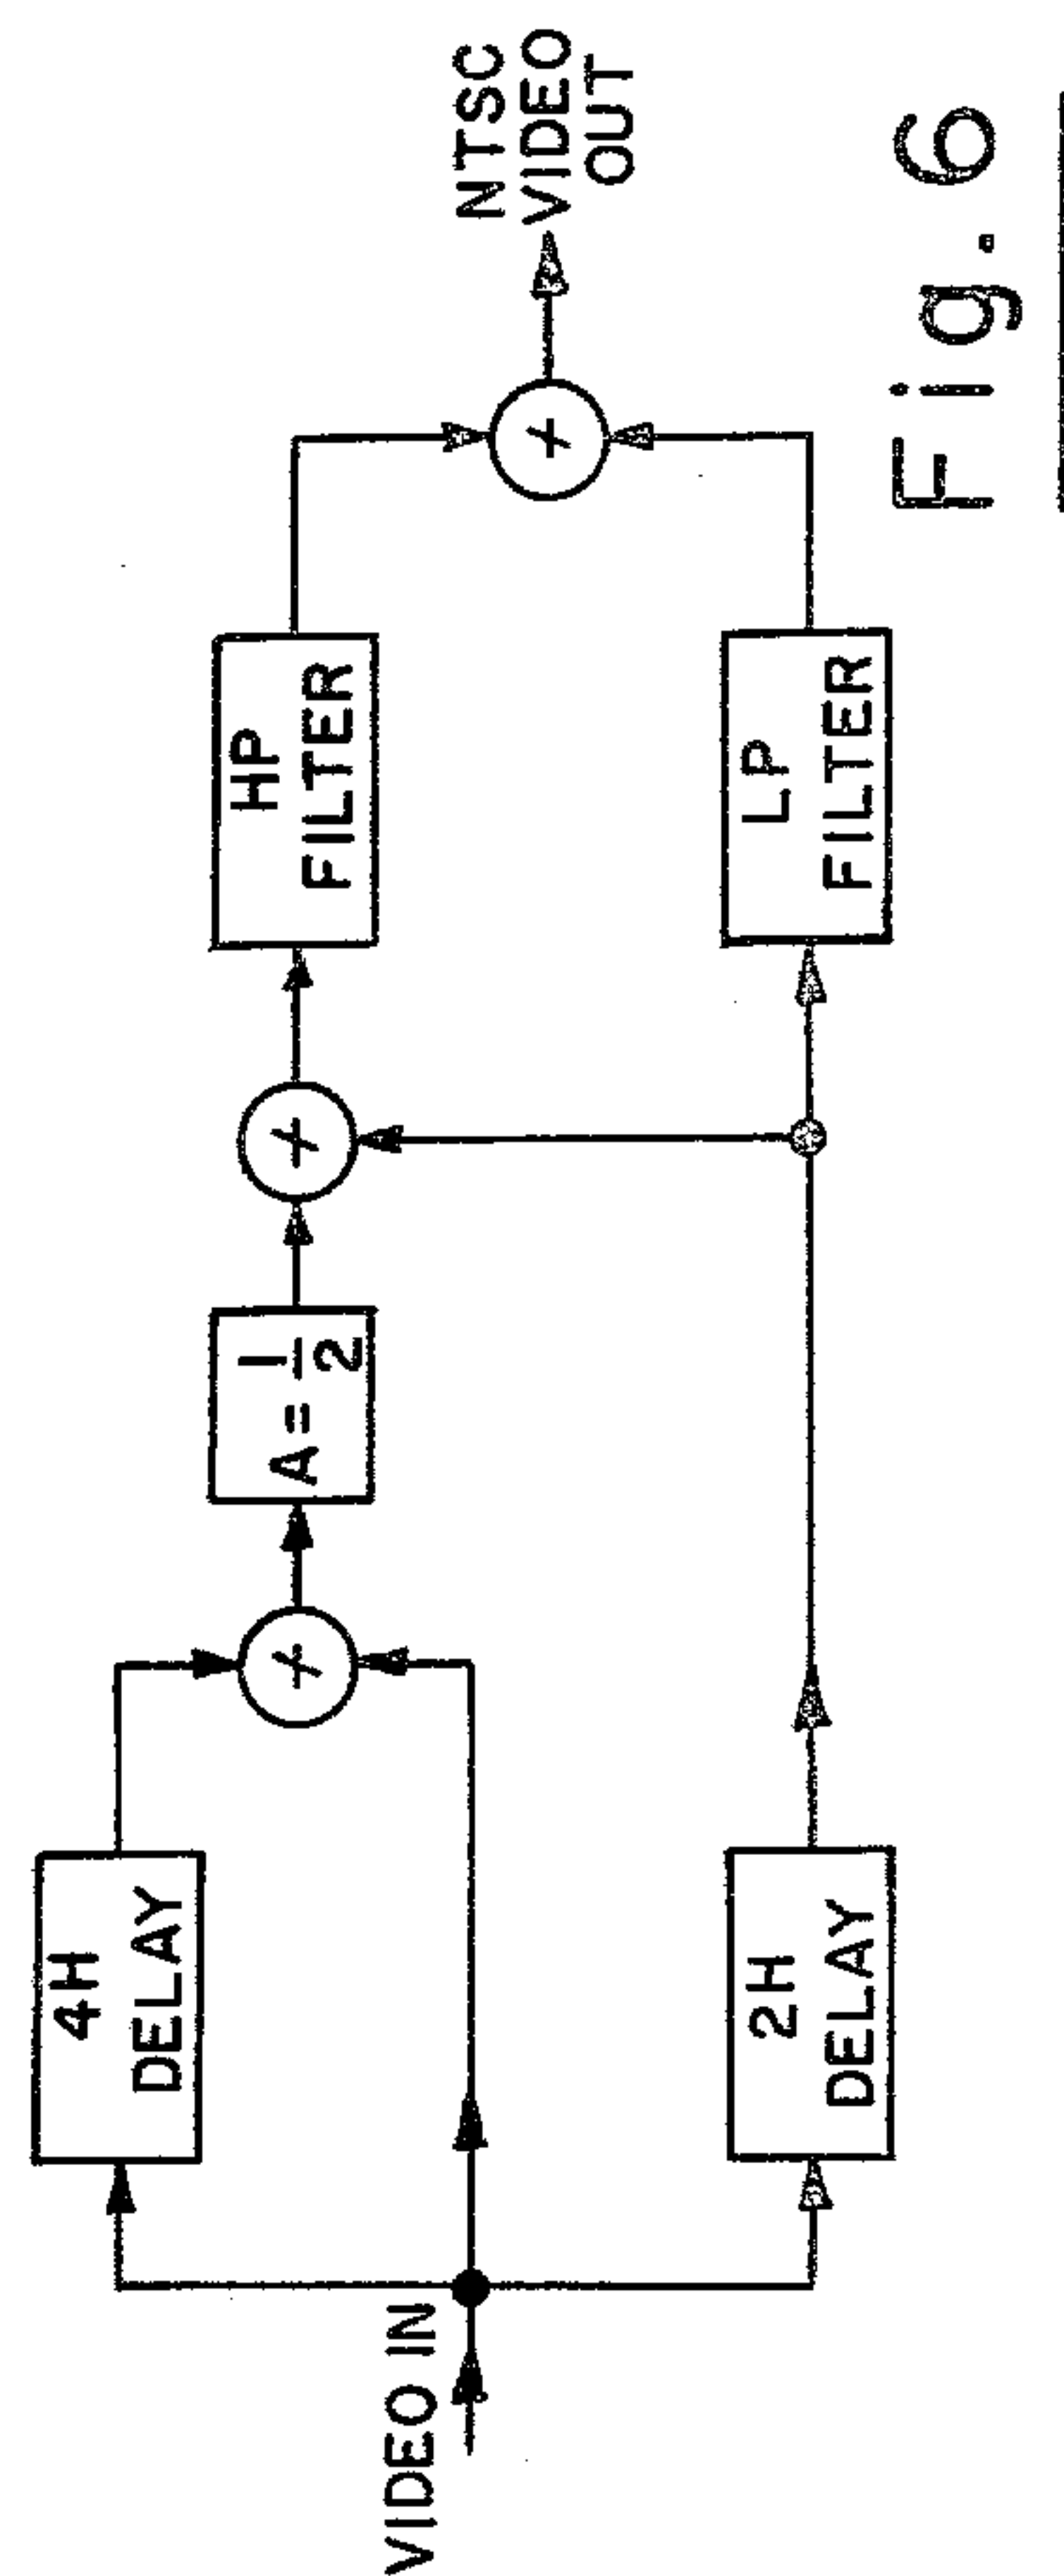 VIDEO IN
4H
DELAY
2H
DELAY
+
A = 1/2
+
HP
FILTER
LP
FILTER
+
NTSC
VIDEO
OUT
Fig. 6